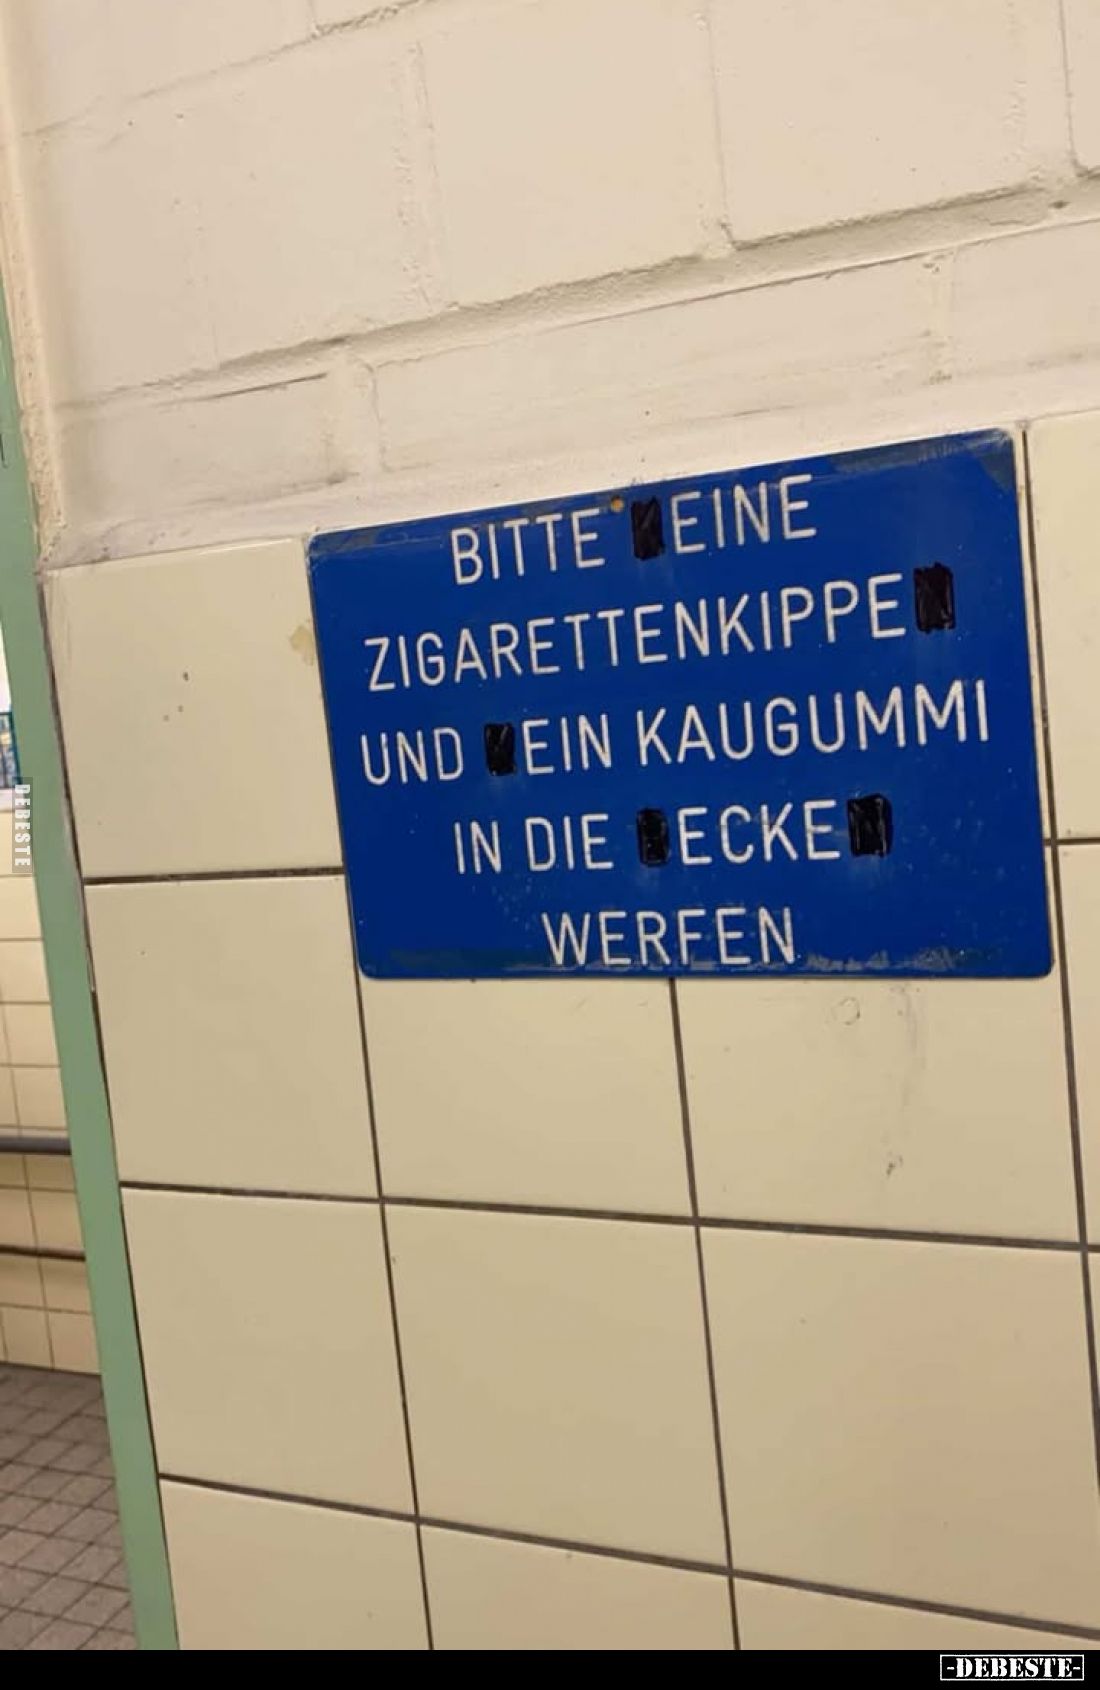 BITTE EINE
ZIGARETTENKIPPE
UND EIN KAUGUMMI
IN DIE ECKE
WERFEN
DEBESTE
-DEBESTE-